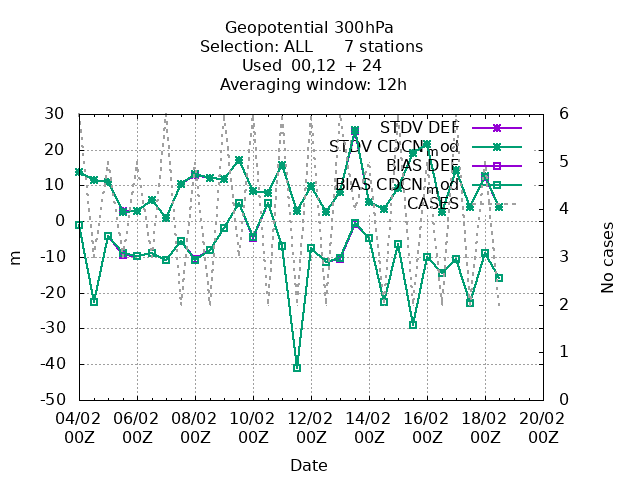 Geopotential 300hPa
Selection: ALL 7 stations
Used 00,12 + 24
Averaging window: 12h
30
20
10
0
-10
-20
-30
-40
-50
m
6
5
4
3
2
1
0
No cases
STDV DEF
STDV CDCN_mod
BIAS DEF
BIAS CDCN_mod
CASES
04/02 06/02 08/02 10/02 12/02 14/02 16/02 18/02 20/02
00Z 00Z 00Z 00Z 00Z 00Z 00Z 00Z 00Z
Date